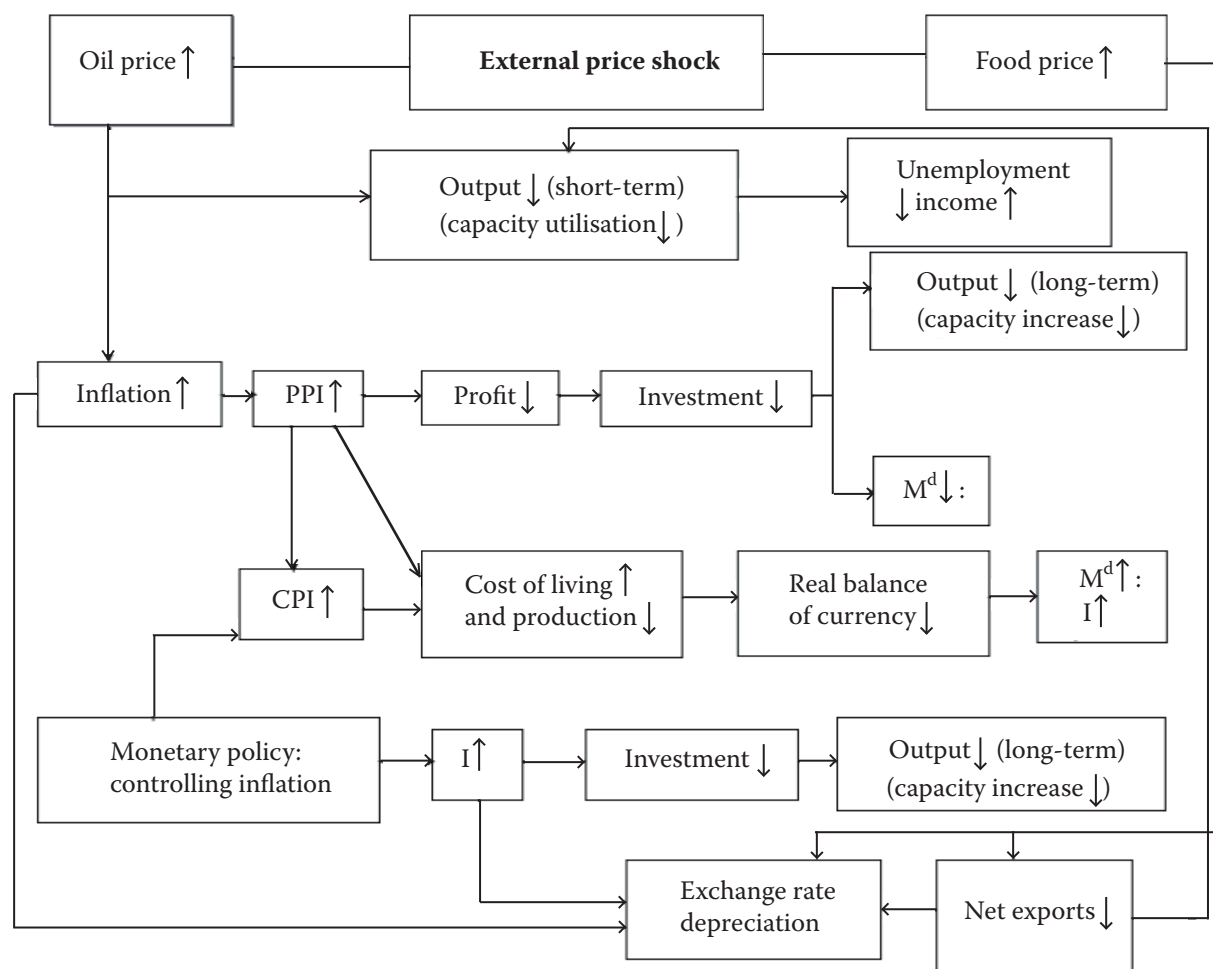 Oil price ↑
External price shock
Food price ↑
Output ↓ (short-term)
(capacity utilisation ↓ )
Unemployment
↓ income ↑
Output ↓ (long-term)
(capacity increase ↓ )
Inflation ↑
PPI ↑
Profit ↓
Investment ↓
Mᵈ ↓ :
CPI ↑
Cost of living ↑
and production ↓
Real balance
of currency ↓
Mᵈ ↑ :
I ↑
Monetary policy:
controlling inflation
I ↑
Investment ↓
Output ↓ (long-term)
(capacity increase ↓ )
Exchange rate
depreciation
Net exports ↓